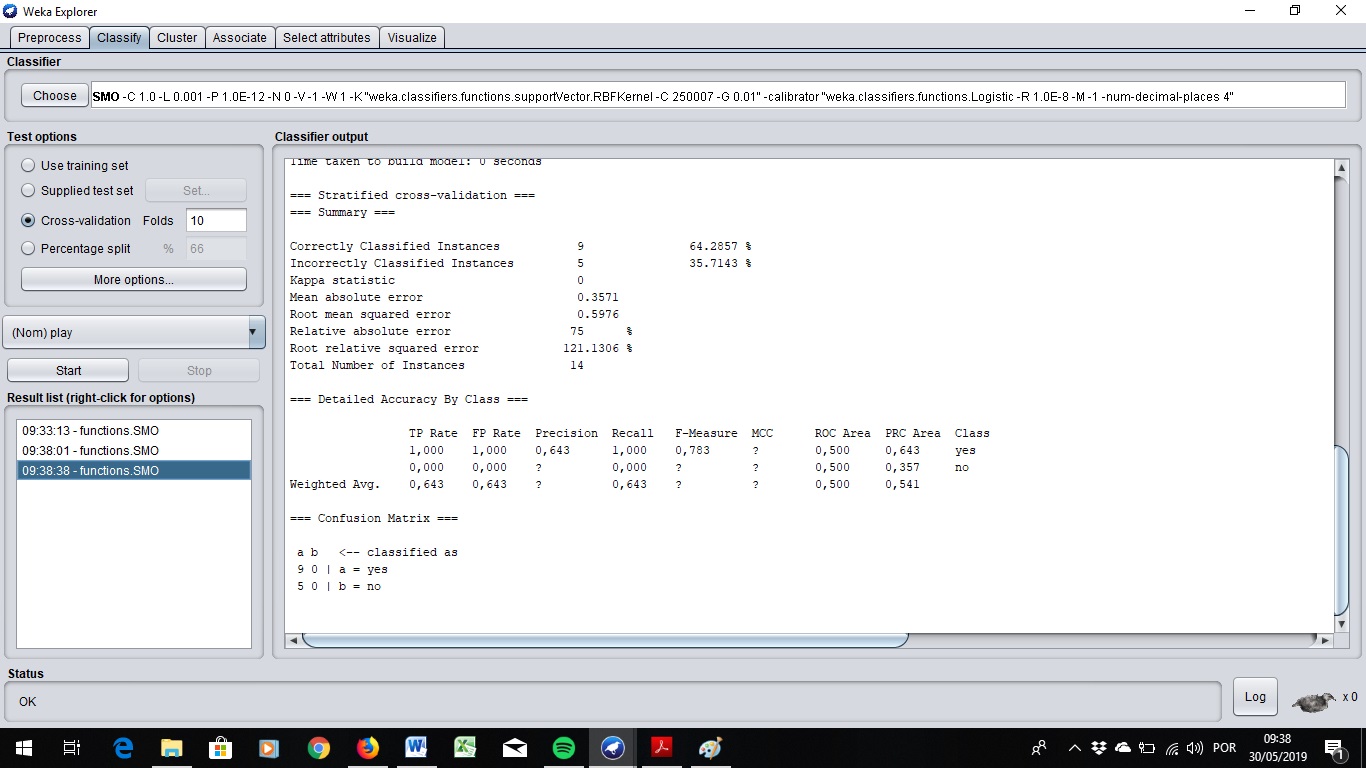 Weka Explorer
Preprocess Classify Cluster Associate Select attributes Visualize
Classifier
Choose SMO -C 1.0 -L 0.001 -P 1.0E-12 -N 0 -V -1 -W 1 -K "weka.classifiers.functions.supportVector.RBFKernel -C 250007 -G 0.01" -calibrator "weka.classifiers.functions.Logistic -R 1.0E-8 -M -1 -num-decimal-places 4"
Test options
Use training set
Supplied test set Set...
Cross-validation Folds 10
Percentage split % 66
More options...
(Nom) play
Start Stop
Result list (right-click for options)
09:33:13 - functions.SMO
09:38:01 - functions.SMO
09:38:38 - functions.SMO
Classifier output
Time taken to build model: 0 seconds
=== Stratified cross-validation ===
=== Summary ===
Correctly Classified Instances 9 64.2857 %
Incorrectly Classified Instances 5 35.7143 %
Kappa statistic 0
Mean absolute error 0.3571
Root mean squared error 0.5976
Relative absolute error 75 %
Root relative squared error 121.1306 %
Total Number of Instances 14
=== Detailed Accuracy By Class ===
TP Rate FP Rate Precision Recall F-Measure MCC ROC Area PRC Area Class
1,000 1,000 0,643 1,000 0,783 ? 0,500 0,643 yes
0,000 0,000 ? 0,000 ? ? 0,500 0,357 no
Weighted Avg. 0,643 0,643 ? 0,643 ? ? 0,500 0,541
=== Confusion Matrix ===
a b <-- classified as
9 0 | a = yes
5 0 | b = no
Status
OK
Log x 0
POR
09:38
30/05/2019
1